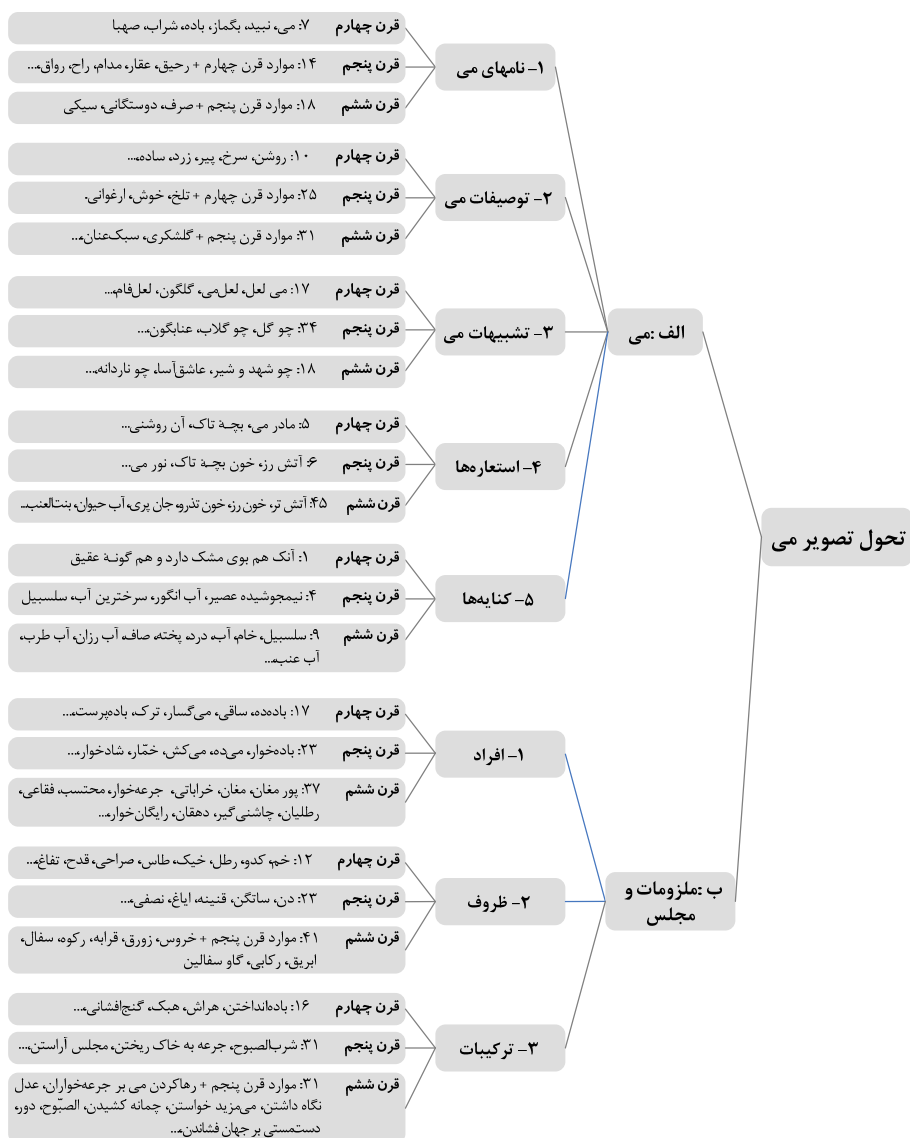 تحول تصویر می
الف :می
۱- نامهای می
قرن چهارم ۷: می، نبید، بگماز، باده، شراب، صهبا
قرن پنجم ۱۴: موارد قرن چهارم + رحیق، عقار، مدام، راح، رواق،...
قرن ششم ۱۸: موارد قرن پنجم + صرف، دوستگانی، سیکی
۲- توصیفات می
قرن چهارم ۱۰: روشن، سرخ، پیر، زرد، ساده،...
قرن پنجم ۲۵: موارد قرن چهارم + تلخ، خوش، ارغوانی.
قرن ششم ۳۱: موارد قرن پنجم + گلشکری، سبک‌عنان،...
۳- تشبیهات می
قرن چهارم ۱۷: می لعل، لعل‌می، گلگون، لعل‌فام،...
قرن پنجم ۳۴: چو گل، چو گلاب، عنابگون،...
قرن ششم ۱۸: چو شهد و شیر، عاشق‌آسا، چو ناردانه،...
۴- استعاره‌ها
قرن چهارم ۵: مادر می، بچـۀ تاک، آن روشنی...
قرن پنجم ۶: آتش رز، خون بچـۀ تاک، نور می...
قرن ششم ۴۵: آتش تر، خون رز، خون تذرو، جان پری، آب حیوان، بنت‌العنب...
۵- کنایه‌ها
قرن چهارم ۱: آنک هم بوی مشک دارد و هم گونـۀ عقیق
قرن پنجم ۴: نیمجوشیده عصیر، آب انگور، سرخترین آب، سلسبیل
قرن ششم ۹: سلسبیل، خام، آب، درد، پخته، صاف، آب رزان، آب طرب،
آب عنب،...
ب :ملزومات و
مجلس
۱- افراد
قرن چهارم ۱۷: باده‌ده، ساقی، می‌گسار، ترک، باده‌پرست،...
قرن پنجم ۲۳: باده‌خوار، می‌ده، می‌کش، خمّار، شادخوار،...
قرن ششم ۳۷: پور مغان، مغان، خراباتی، جرعه‌خوار، محتسب، فقاعی،
رطلیان، چاشنی‌گیر، دهقان، رایگان‌خوار،...
۲- ظروف
قرن چهارم ۱۲: خم، کدو، رطل، خیک، طاس، صراحی، قدح، تفاغ،...
قرن پنجم ۲۳: دن، ساتگن، قنینه، ایاغ، نصفی،...
قرن ششم ۴۱: موارد قرن پنجم + خروس، زورق، قرابه، رکوه، سفال،
ابریق، رکابی، گاو سفالین
۳- ترکیبات
قرن چهارم ۱۶: باده‌انداختن، هراش، هبک، گنج‌افشانی،...
قرن پنجم ۳۱: شرب‌الصبوح، جرعه به خاک ریختن، مجلس آراستن،...
قرن ششم ۳۱: موارد قرن پنجم + رهاکردن می بر جرعه‌خواران، عدل
نگاه داشتن، می‌مزید خواستن، چمانه کشیدن، الصبّوح، دور،
دست‌مستی بر جهان فشاندن،...